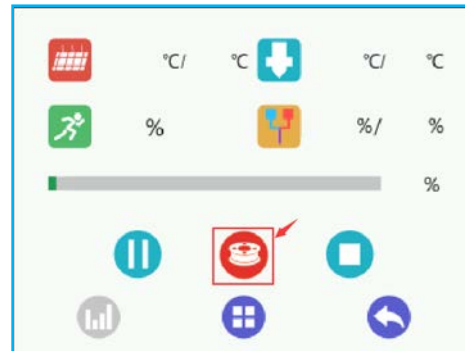 ℃/ ℃ ℃/ ℃
% %/ %
%